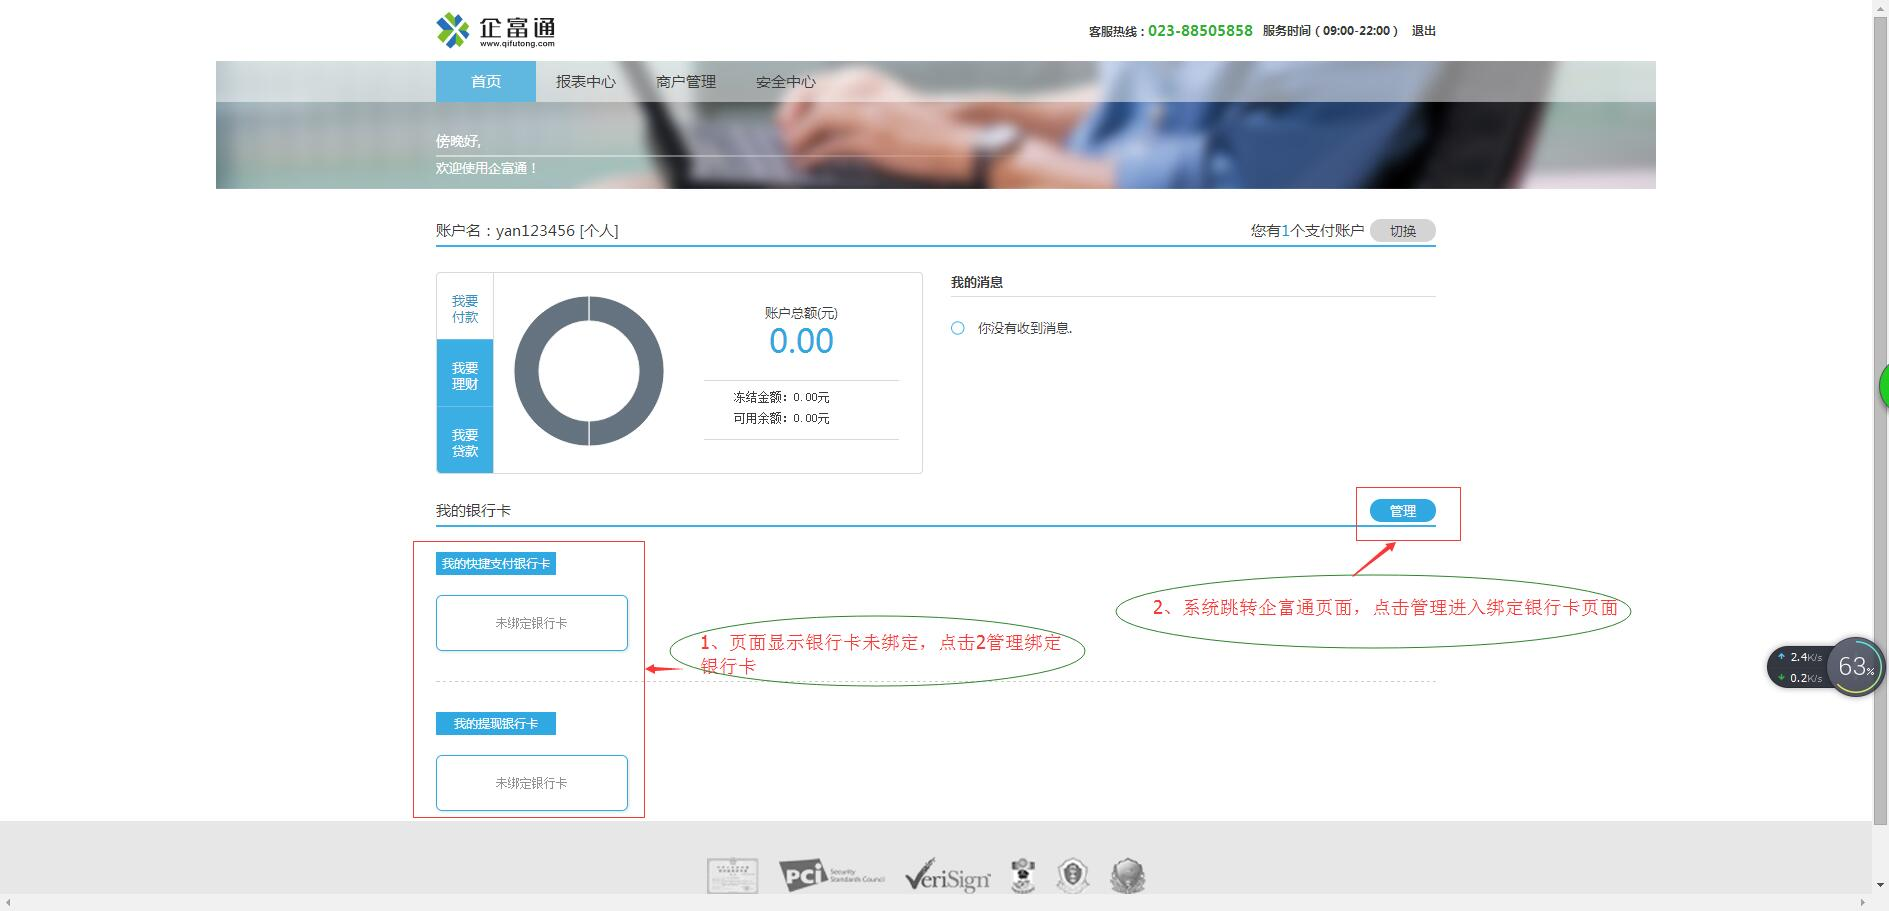 企富通
www.qifutong.com
客服热线：023-88505858 服务时间（09:00-22:00） 退出
首页 报表中心 商户管理 安全中心
傍晚好,
欢迎使用企富通！
账户名：yan123456 [个人]
您有1个支付账户 切换
我要
付款
我要
理财
我要
贷款
账户总额(元)
0.00
冻结金额：0.00元
可用余额：0.00元
我的消息
你没有收到消息.
我的银行卡
管理
我的快捷支付银行卡
未绑定银行卡
1、页面显示银行卡未绑定，点击2管理绑定
银行卡
2、系统跳转企富通页面，点击管理进入绑定银行卡页面
我的提现银行卡
未绑定银行卡
2.4K/s
0.2K/s
63%
PCI Security
Standards Council
VeriSign